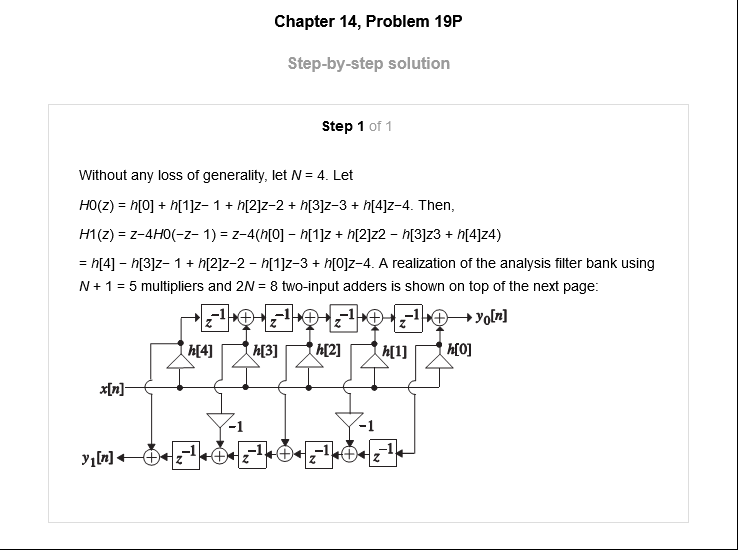 Chapter 14, Problem 19P
Step-by-step solution
Step 1 of 1
Without any loss of generality, let N = 4. Let
H0(z) = h[0] + h[1]z− 1 + h[2]z−2 + h[3]z−3 + h[4]z−4. Then,
H1(z) = z−4H0(−z− 1) = z−4(h[0] − h[1]z + h[2]z2 − h[3]z3 + h[4]z4)
= h[4] − h[3]z− 1 + h[2]z−2 − h[1]z−3 + h[0]z−4. A realization of the analysis filter bank using
N + 1 = 5 multipliers and 2N = 8 two-input adders is shown on top of the next page:
z⁻¹ + z⁻¹ + z⁻¹ + z⁻¹ + y₀[n]
h[4] h[3] h[2] h[1] h[0]
x[n]
−1 −1
y₁[n] + z⁻¹ + z⁻¹ + z⁻¹ + z⁻¹